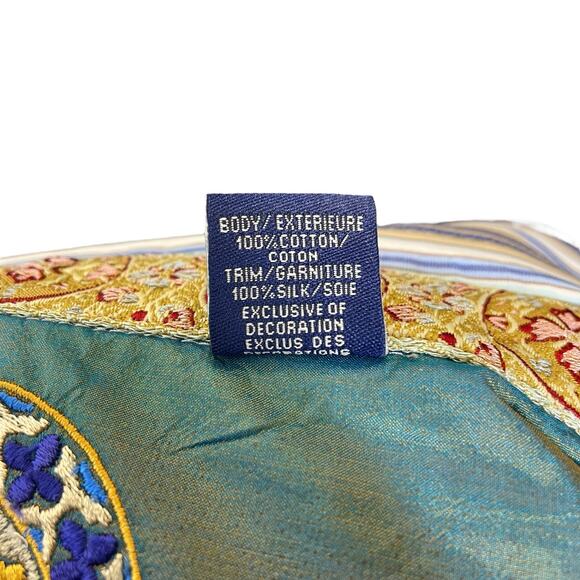 BODY/EXTERIEURE
100%COTTON/
COTON
TRIM/GARNITURE
100%SILK/SOIE
EXCLUSIVE OF
DECORATION
EXCLUS DES